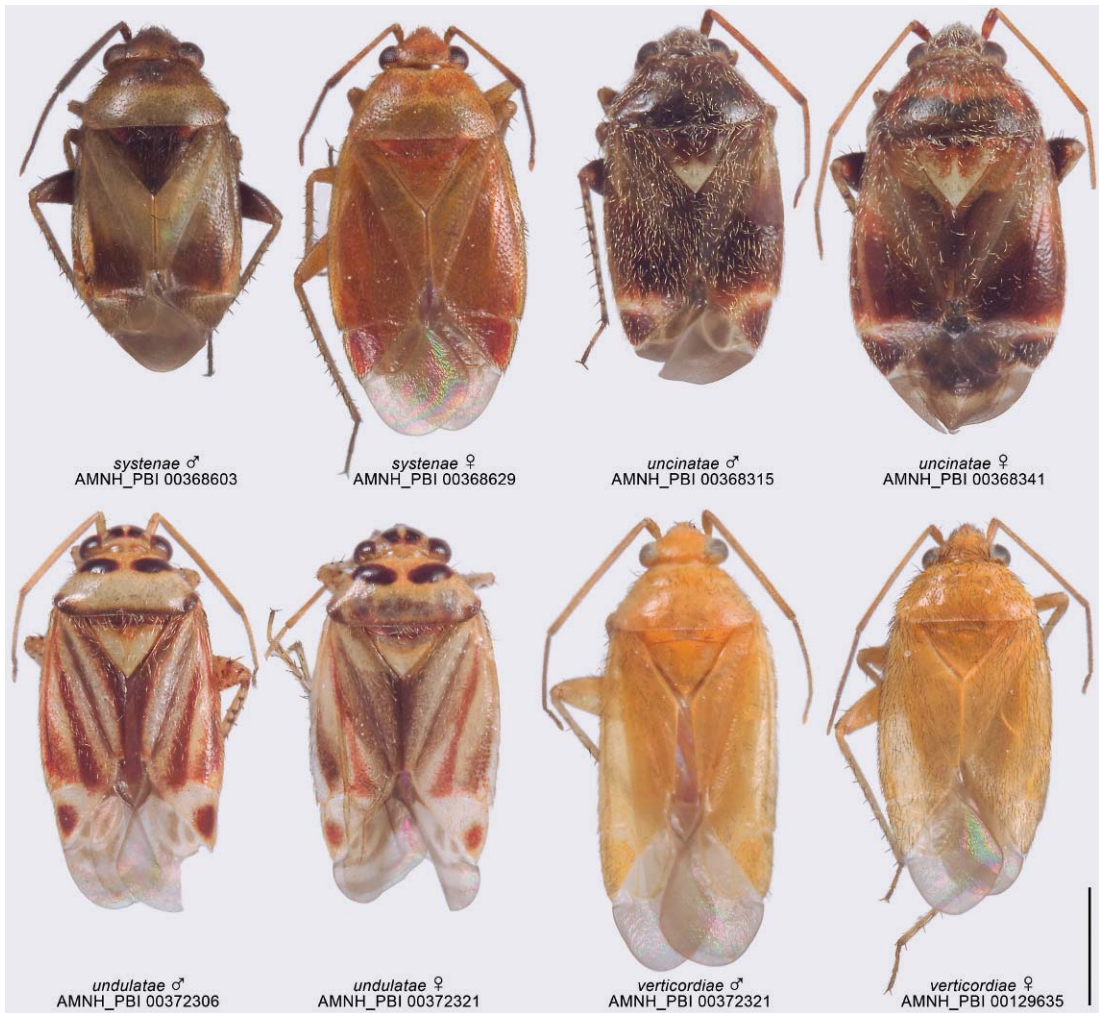 systenae ♂
AMNH_PBI 00368603
systenae ♀
AMNH_PBI 00368629
uncinatae ♂
AMNH_PBI 00368315
uncinatae ♀
AMNH_PBI 00368341
undulatae ♂
AMNH_PBI 00372306
undulatae ♀
AMNH_PBI 00372321
verticordiae ♂
AMNH_PBI 00372321
verticordiae ♀
AMNH_PBI 00129635